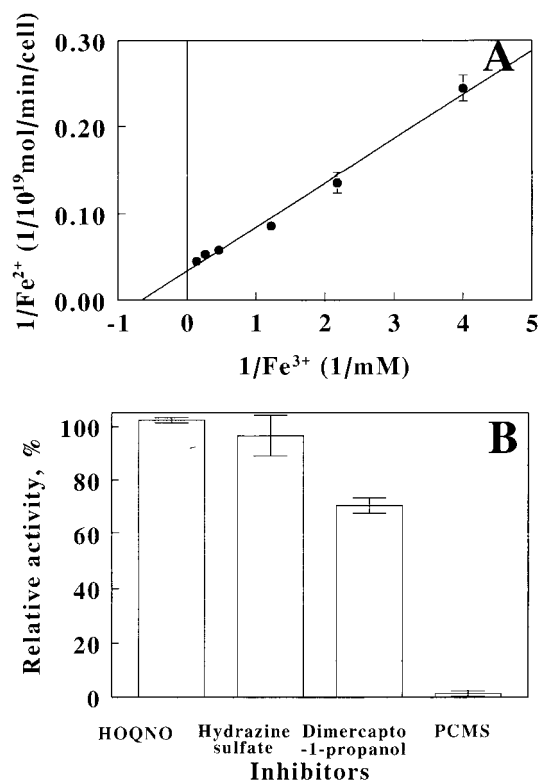 A
0.30
0.20
0.10
0.00
1/Fe²⁺ (1/10¹⁹mol/min/cell)
-1 0 1 2 3 4 5
1/Fe³⁺ (1/mM)
B
100
80
60
40
20
0
Relative activity, %
HOQNO Hydrazine Dimercapto PCMS
sulfate -1-propanol
Inhibitors